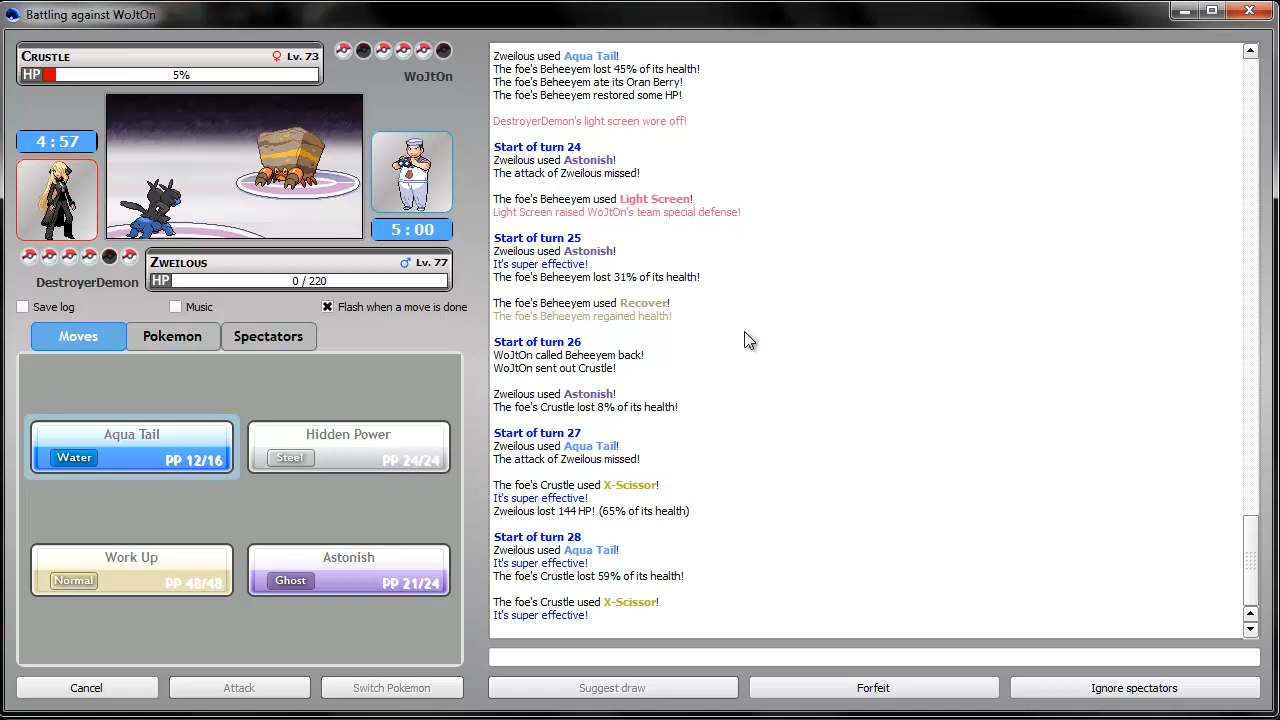 Battling against WoJtOn
CRUSTLE ♀ Lv. 73
HP 5%
WoJtOn
4:57
5:00
ZWEILOUS ♂ Lv. 77
HP 0 / 220
DestroyerDemon
Save log Music Flash when a move is done
Moves Pokemon Spectators
Aqua Tail
Water PP 12/16
Hidden Power
Steel PP 24/24
Work Up
Normal PP 48/48
Astonish
Ghost PP 21/24
Cancel Attack Switch Pokemon
Zweilous used Aqua Tail!
The foe's Beheeyem lost 45% of its health!
The foe's Beheeyem ate its Oran Berry!
The foe's Beheeyem restored some HP!
DestroyerDemon's light screen wore off!
Start of turn 24
Zweilous used Astonish!
The attack of Zweilous missed!
The foe's Beheeyem used Light Screen!
Light Screen raised WoJtOn's team special defense!
Start of turn 25
Zweilous used Astonish!
It's super effective!
The foe's Beheeyem lost 31% of its health!
The foe's Beheeyem used Recover!
The foe's Beheeyem regained health!
Start of turn 26
WoJtOn called Beheeyem back!
WoJtOn sent out Crustle!
Zweilous used Astonish!
The foe's Crustle lost 8% of its health!
Start of turn 27
Zweilous used Aqua Tail!
The attack of Zweilous missed!
The foe's Crustle used X-Scissor!
It's super effective!
Zweilous lost 144 HP! (65% of its health)
Start of turn 28
Zweilous used Aqua Tail!
It's super effective!
The foe's Crustle lost 59% of its health!
The foe's Crustle used X-Scissor!
It's super effective!
Suggest draw Forfeit Ignore spectators